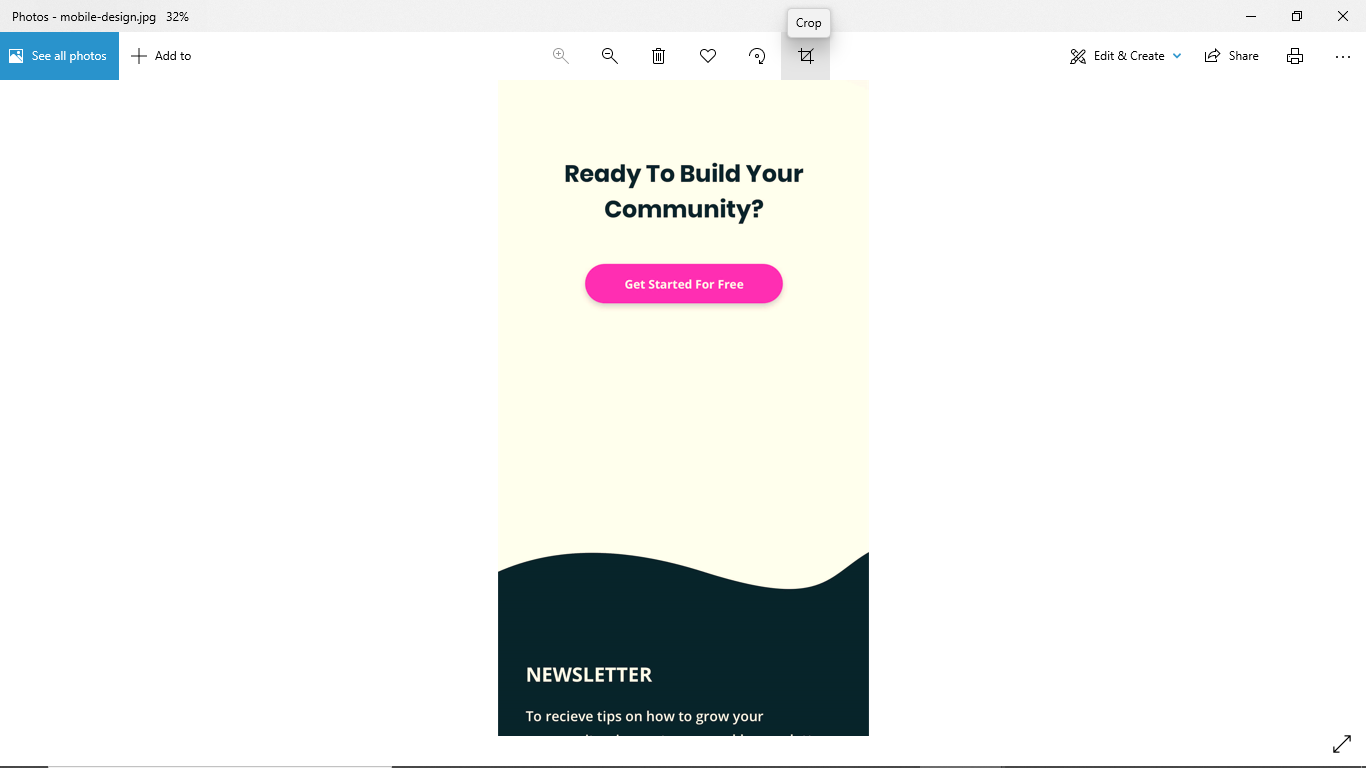 Photos - mobile-design.jpg 32%
Crop
See all photos
Add to
Edit & Create
Share
Ready To Build Your
Community?
Get Started For Free
NEWSLETTER
To recieve tips on how to grow your